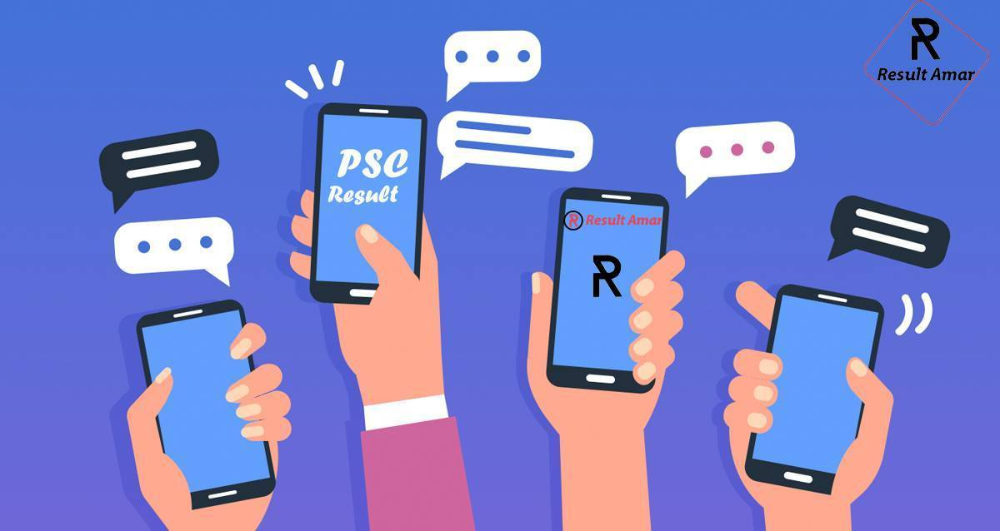 R
Result Amar
PSC
Result
R Result Amar
R